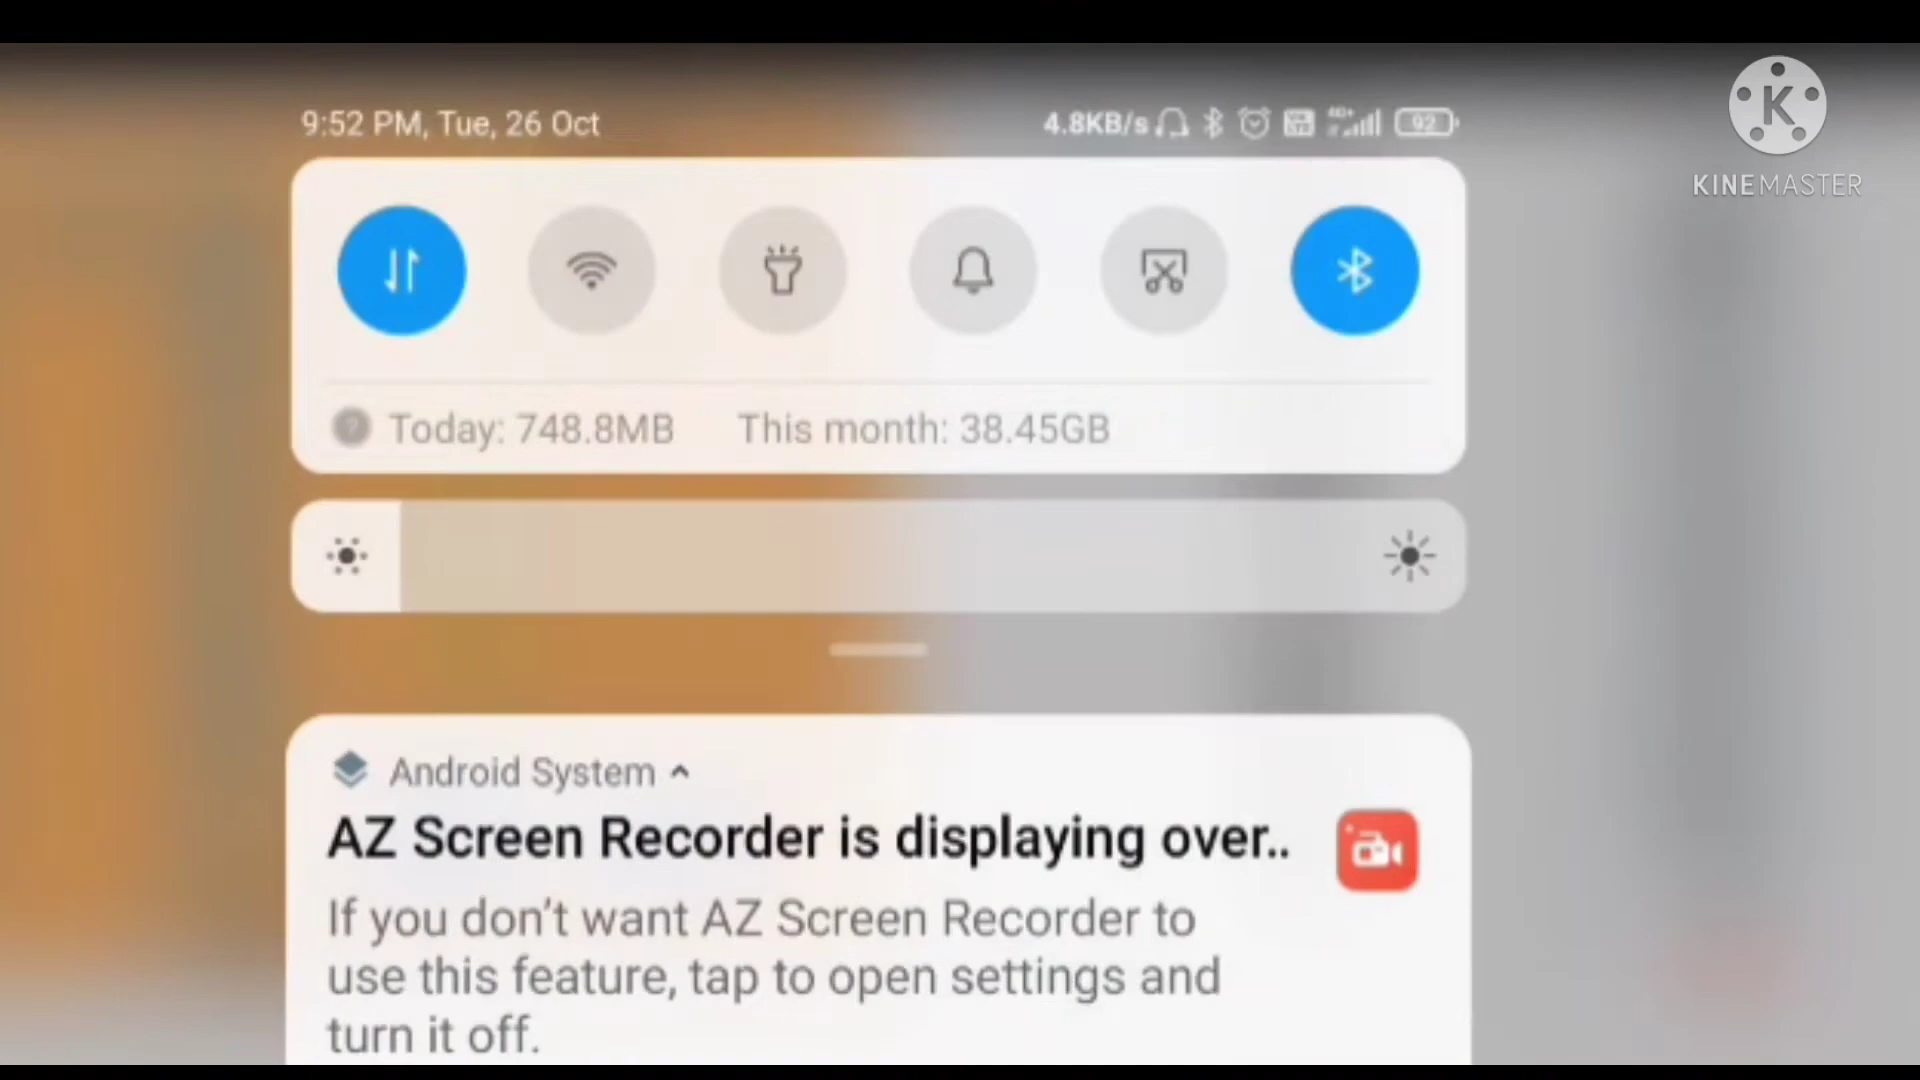 9:52 PM, Tue, 26 Oct
4.8KB/s
4G+
92
K
KINEMASTER
Today: 748.8MB
This month: 38.45GB
Android System
AZ Screen Recorder is displaying over..
If you don't want AZ Screen Recorder to
use this feature, tap to open settings and
turn it off.